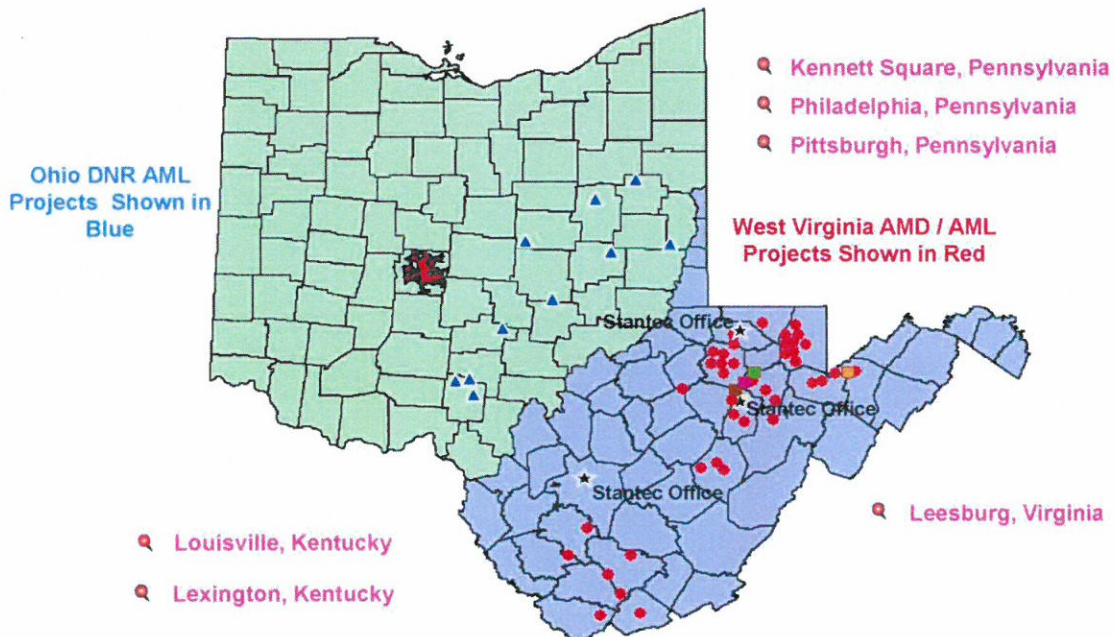 Kennett Square, Pennsylvania
Philadelphia, Pennsylvania
Pittsburgh, Pennsylvania
Ohio DNR AML
Projects Shown in
Blue
West Virginia AMD / AML
Projects Shown in Red
Stantec Office
Stantec Office
Stantec Office
Leesburg, Virginia
Louisville, Kentucky
Lexington, Kentucky